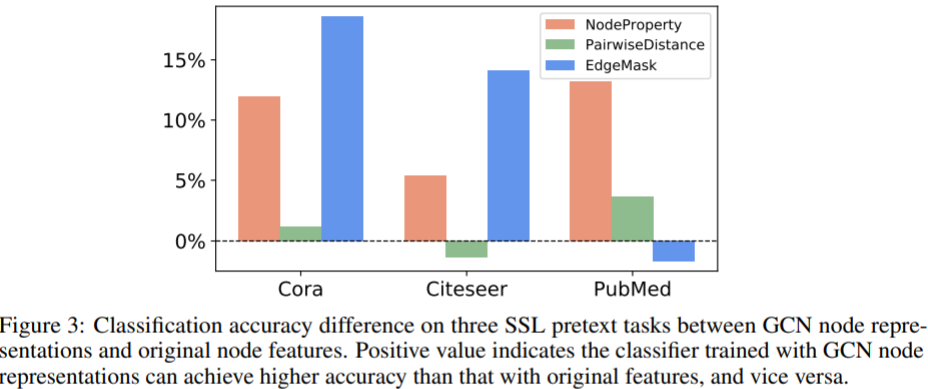 NodeProperty
PairwiseDistance
EdgeMask
15%
10%
5%
0%
Cora Citeseer PubMed
Figure 3: Classification accuracy difference on three SSL pretext tasks between GCN node repre-
sentations and original node features. Positive value indicates the classifier trained with GCN node
representations can achieve higher accuracy than that with original features, and vice versa.